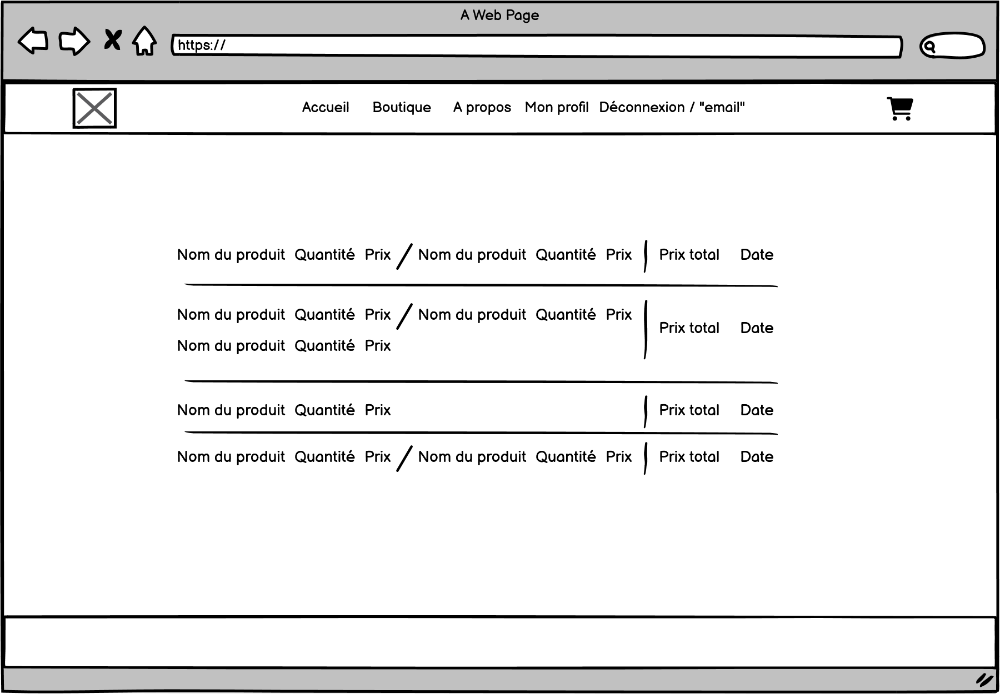 A Web Page
https://
Accueil Boutique A propos Mon profil Déconnexion / "email"
Nom du produit Quantité Prix / Nom du produit Quantité Prix | Prix total Date
Nom du produit Quantité Prix / Nom du produit Quantité Prix | Prix total Date
Nom du produit Quantité Prix
Nom du produit Quantité Prix | Prix total Date
Nom du produit Quantité Prix / Nom du produit Quantité Prix | Prix total Date